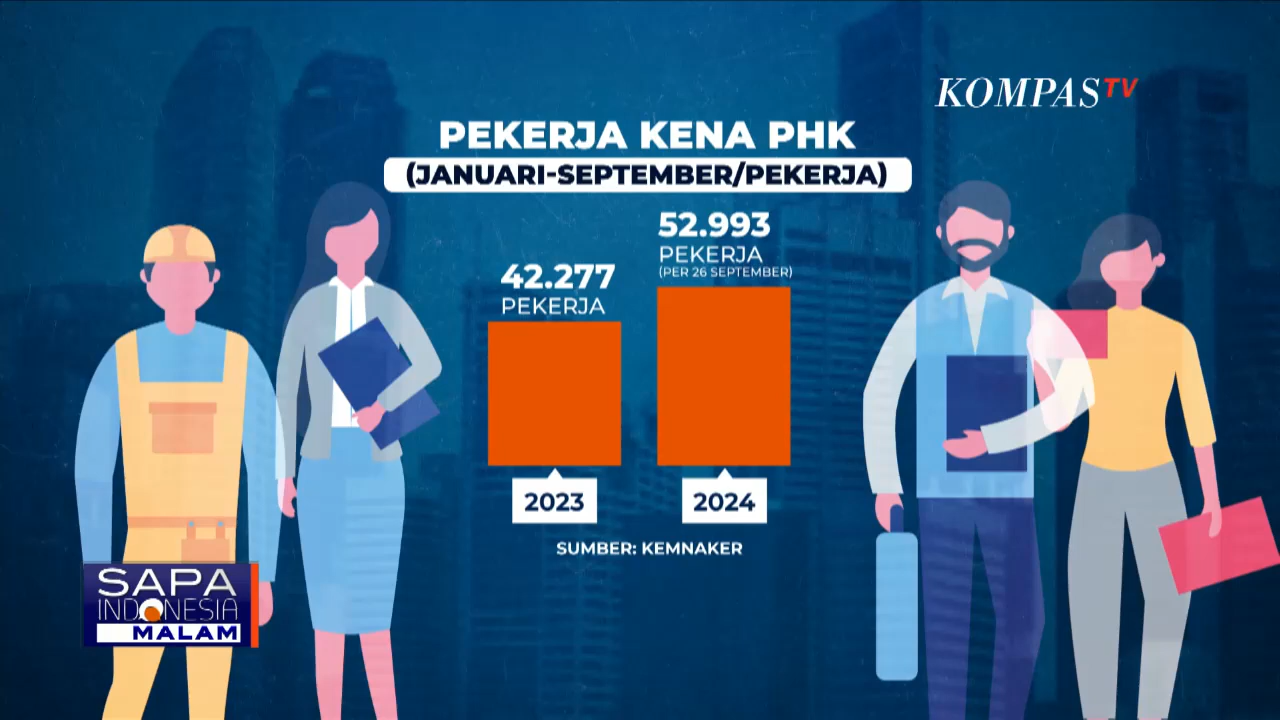 KOMPASTV
PEKERJA KENA PHK
(JANUARI-SEPTEMBER/PEKERJA)
42.277
PEKERJA
52.993
PEKERJA
(PER 26 SEPTEMBER)
2023
2024
SUMBER: KEMNAKER
SAPA
INDONESIA
MALAM